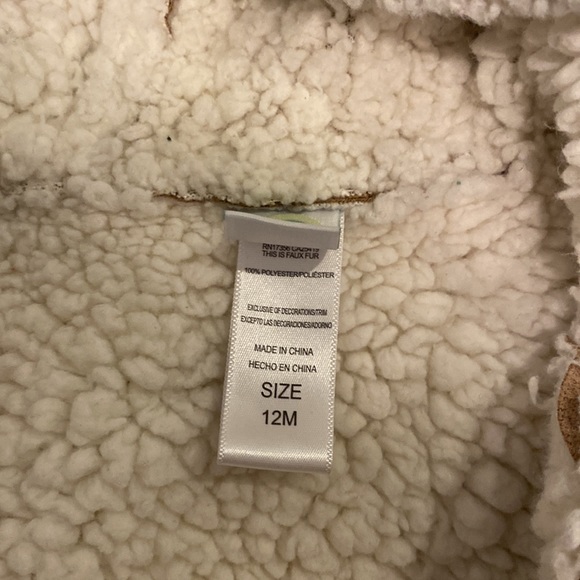 THIS IS FAUX FUR
100% POLYESTER/POLIÉSTER
EXCLUSIVE OF DECORATIONS/TRIM
EXCEPTO LAS DECORACIONES/ADORNO
MADE IN CHINA
HECHO EN CHINA
SIZE
12M